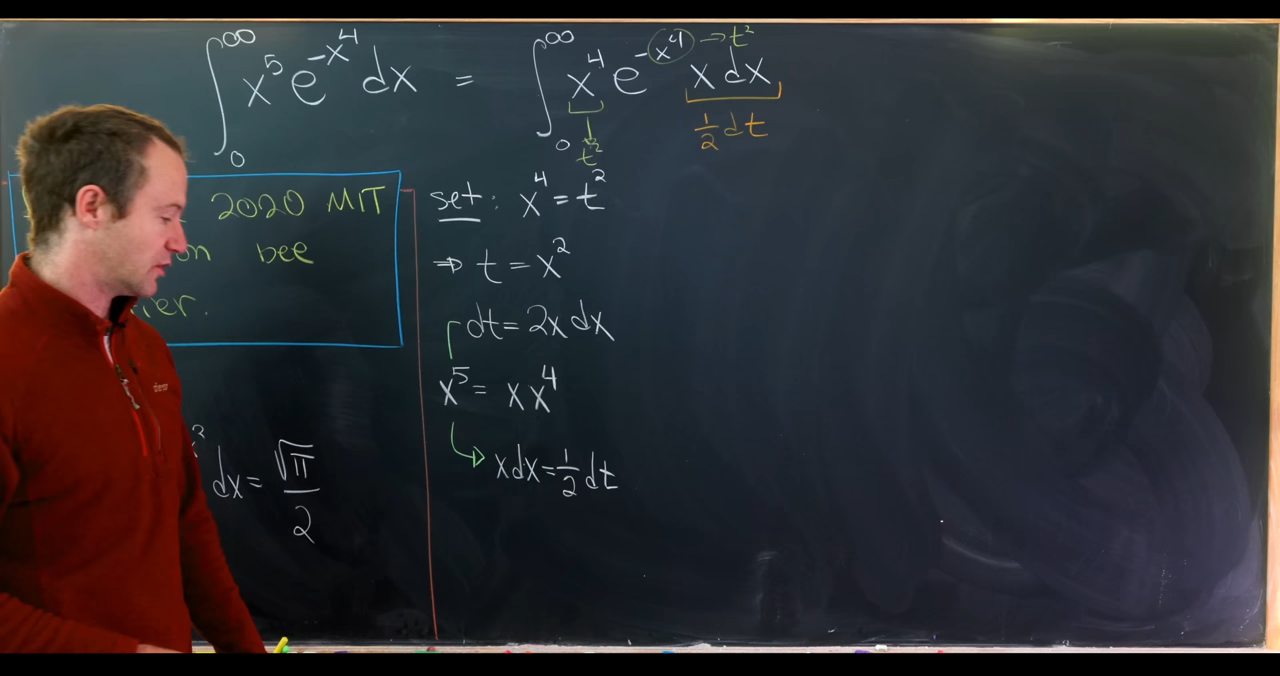 ∫₀^∞ x⁵ e^(-x⁴) dx = ∫₀^∞ x⁴ e^(-x⁴) x dx
→ t²
↓ t²
½ dt
2020 MIT
bee
set: x⁴ = t²
⇒ t = x²
dt = 2x dx
x⁵ = x x⁴
x dx = ½ dt
dx = √π / 2